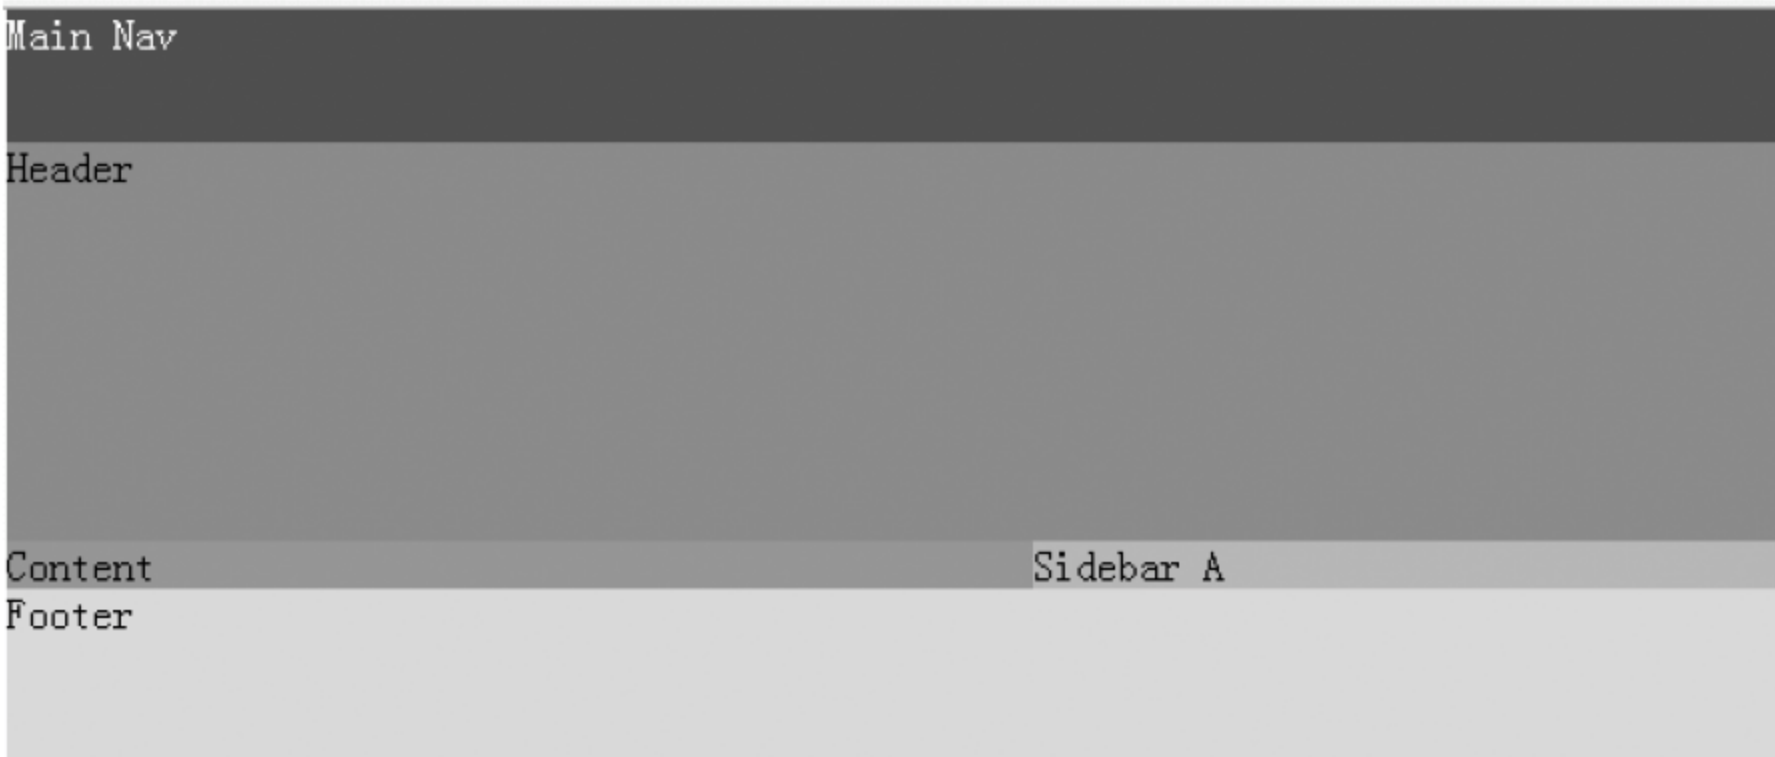 Main Nav
Header
Content
Sidebar A
Footer